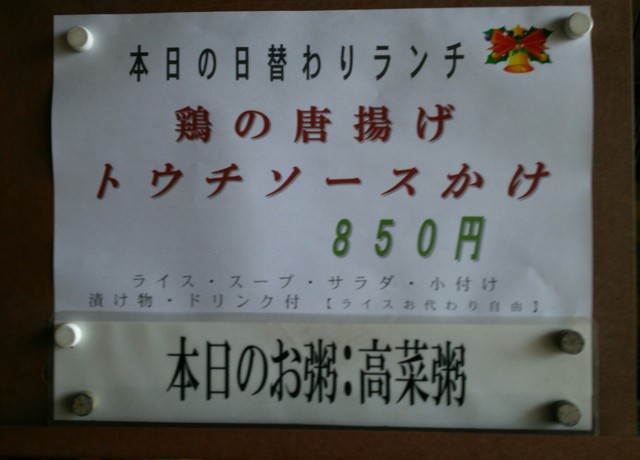 本日の日替わりランチ
鶏の唐揚げ
トウチソースかけ
８５０円
ライス・スープ・サラダ・小付け
漬け物・ドリンク付 【ライスお代わり自由】
本日のお粥:高菜粥